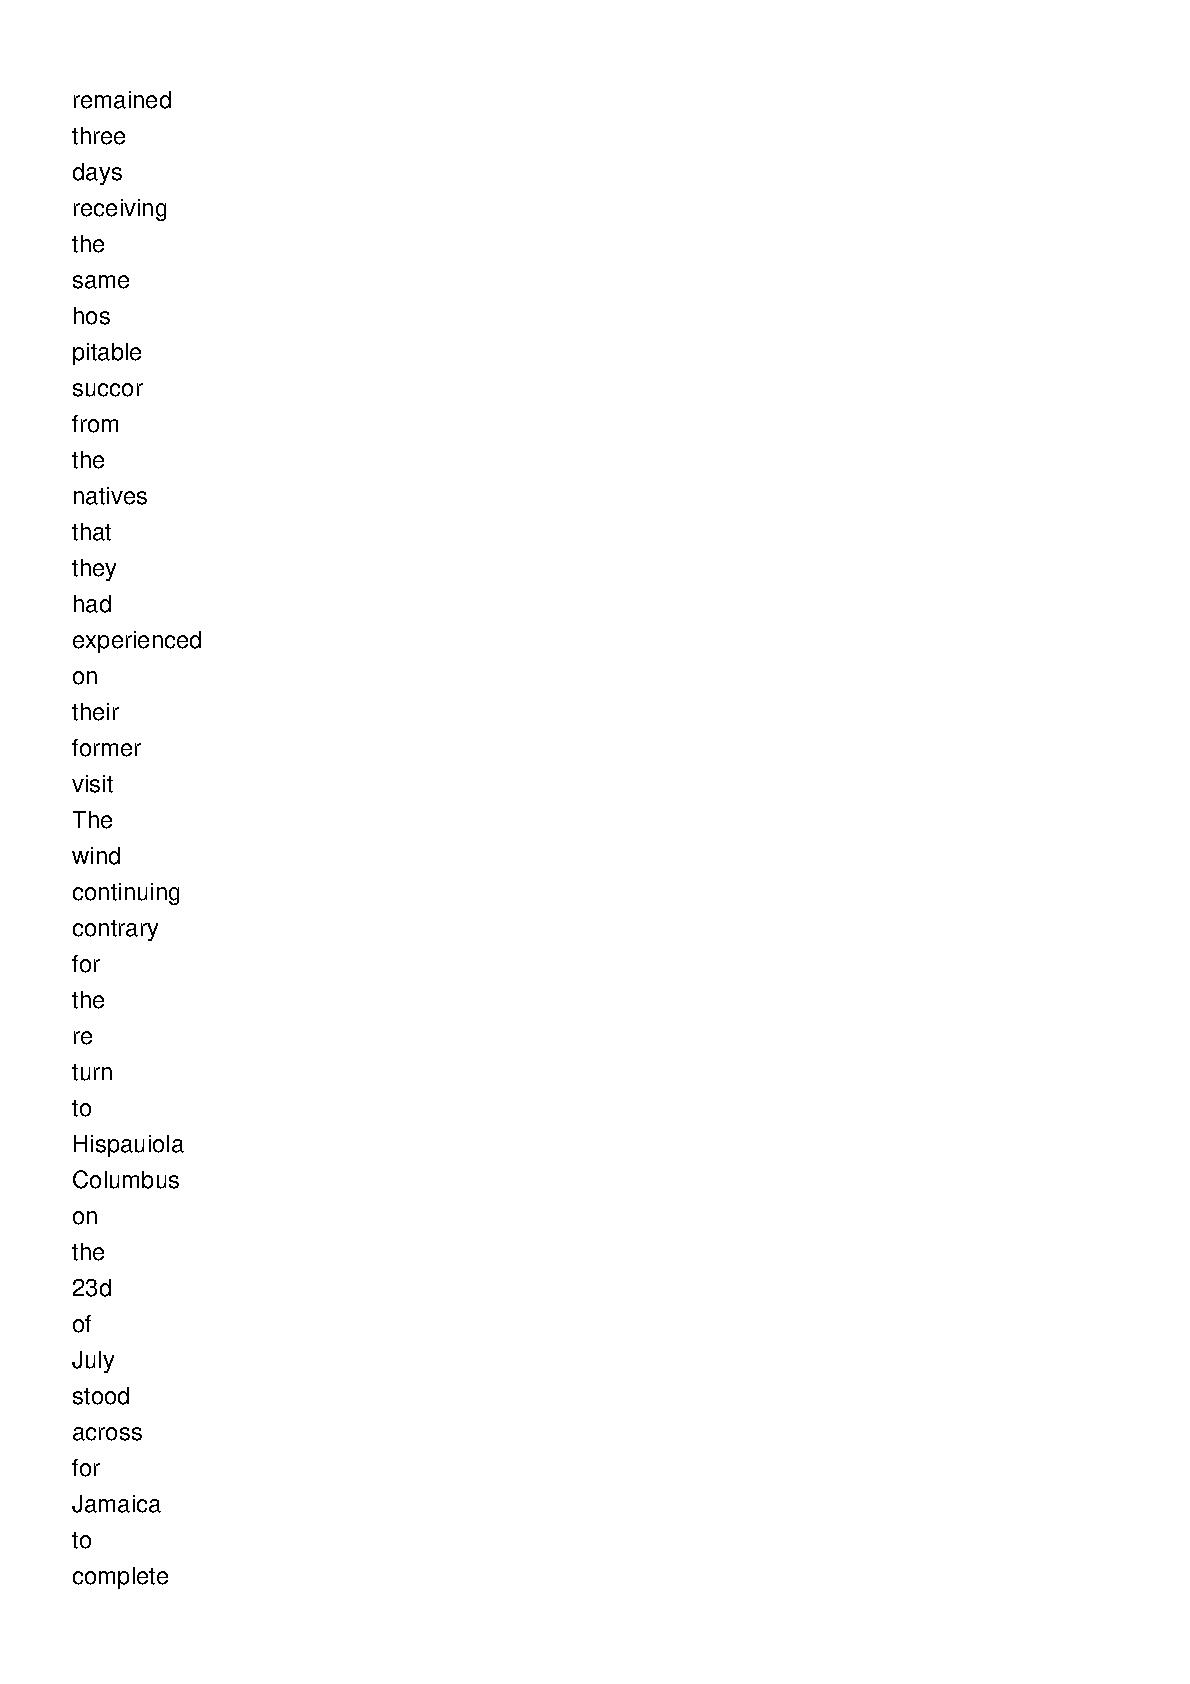 remained
three
days
receiving
the
same
hos
pitable
succor
from
the
natives
that
they
had
experienced
on
their
former
visit
The
wind
continuing
contrary
for
the
re
turn
to
Hispauiola
Columbus
on
the
23d
of
July
stood
across
for
Jamaica
to
complete